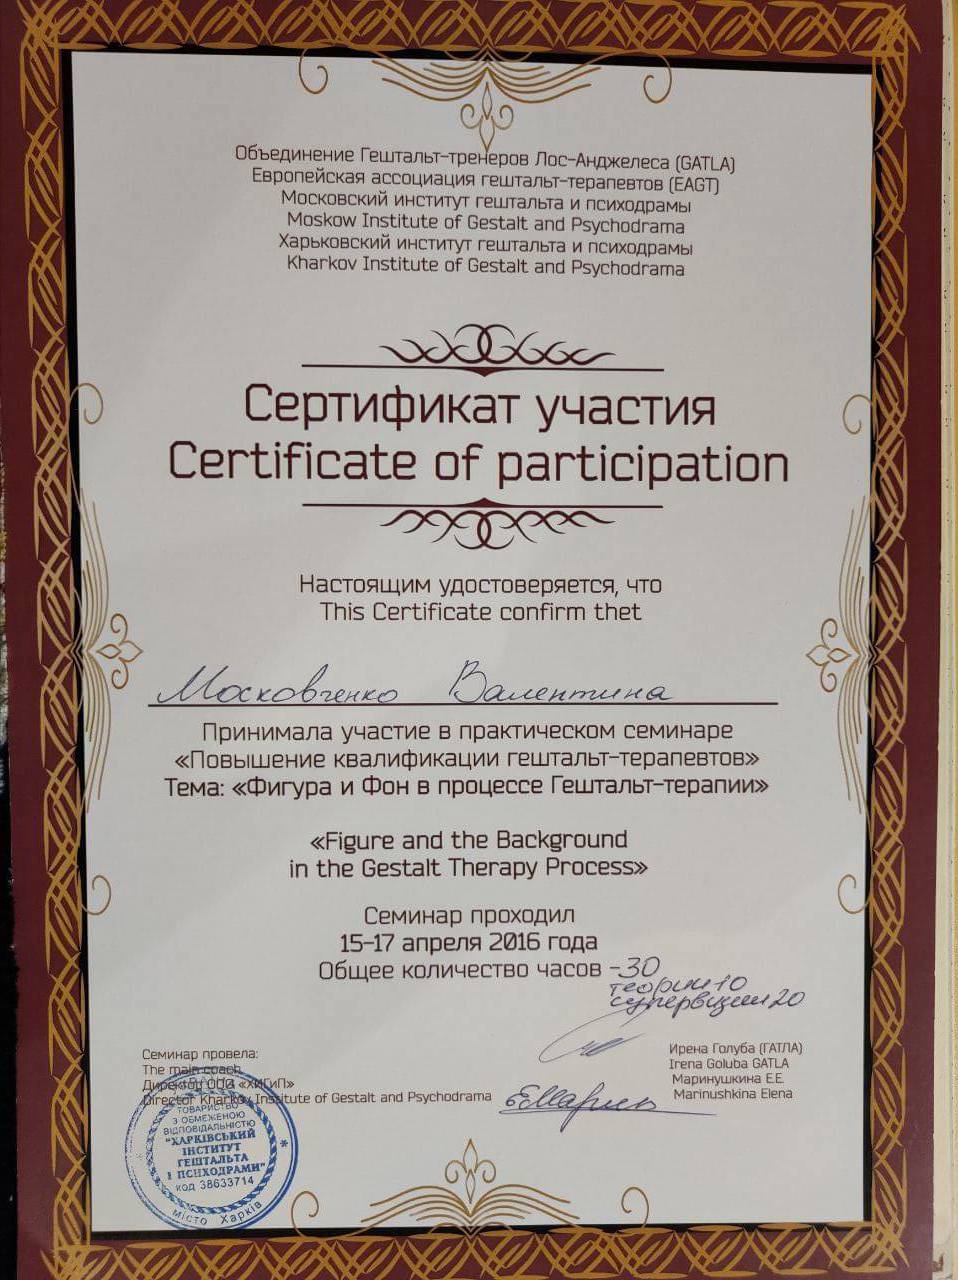 Объединение Гештальт-тренеров Лос-Анджелеса (GATLA)
Европейская ассоциация гештальт-терапевтов (EAGT)
Московский институт гештальта и психодрамы
Moskow Institute of Gestalt and Psychodrama
Харьковский институт гештальта и психодрамы
Kharkov Institute of Gestalt and Psychodrama
Сертификат участия
Certificate of participation
Настоящим удостоверяется, что
This Certificate confirm thet
Московченко Валентина
Принимала участие в практическом семинаре
«Повышение квалификации гештальт-терапевтов»
Тема: «Фигура и Фон в процессе Гештальт-терапии»
«Figure and the Background
in the Gestalt Therapy Process»
Семинар проходил
15-17 апреля 2016 года
Общее количество часов -30
теории 10
супервизии 20
Семинар провела:
The main coach
Директор ООО «ХИГиП»
Director Kharkov Institute of Gestalt and Psychodrama
Ирена Голуба (ГАТЛА)
Irena Goluba GATLA
Маринушкина Е.Е.
Marinushkina Elena
ТОВАРИСТВО
З ОБМЕЖЕНОЮ
ВІДПОВІДАЛЬНІСТЮ
"ХАРКІВСЬКИЙ
ІНСТИТУТ
ГЕШТАЛЬТА
І ПСИХОДРАМИ"
КОД 38633714
місто Харків